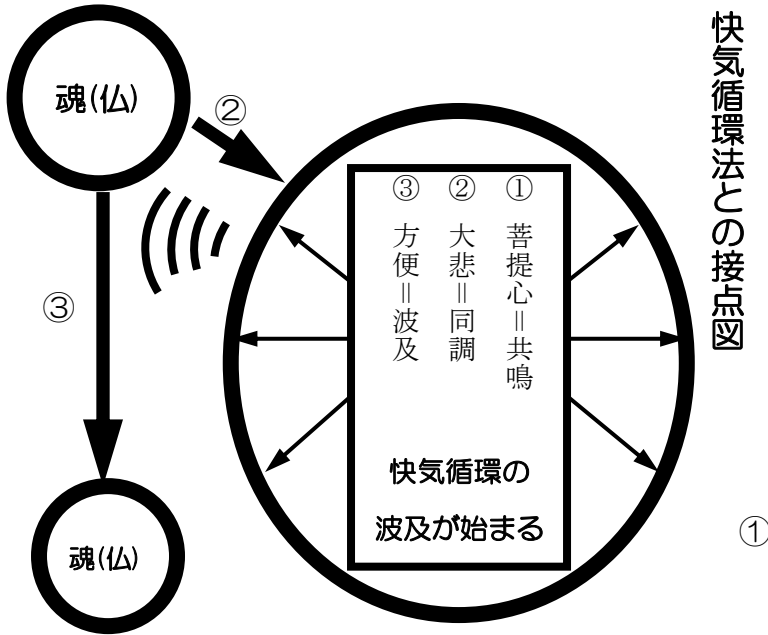 快気循環法との接点図
①
魂(仏)
②
③
魂(仏)
① 菩提心=共鳴
② 大悲=同調
③ 方便=波及
快気循環の
波及が始まる